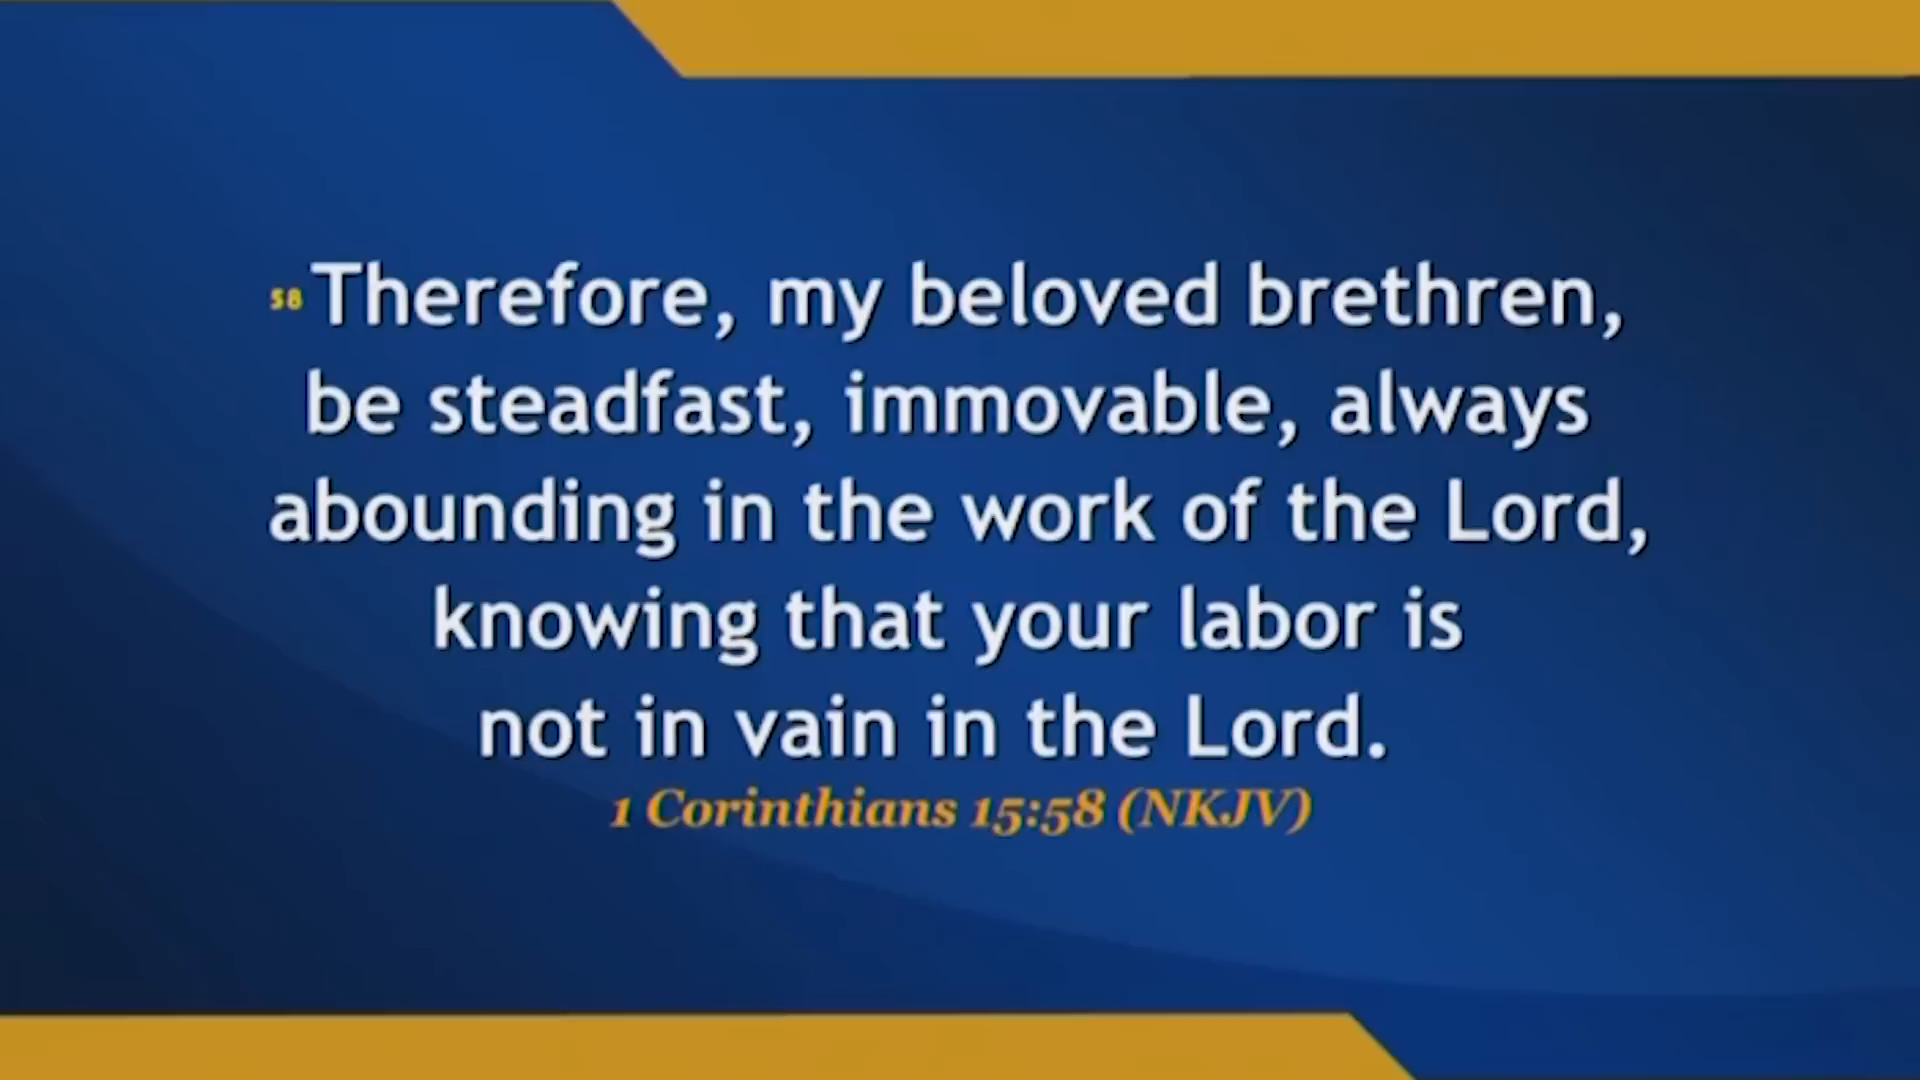 58 Therefore, my beloved brethren,
be steadfast, immovable, always
abounding in the work of the Lord,
knowing that your labor is
not in vain in the Lord.
1 Corinthians 15:58 (NKJV)